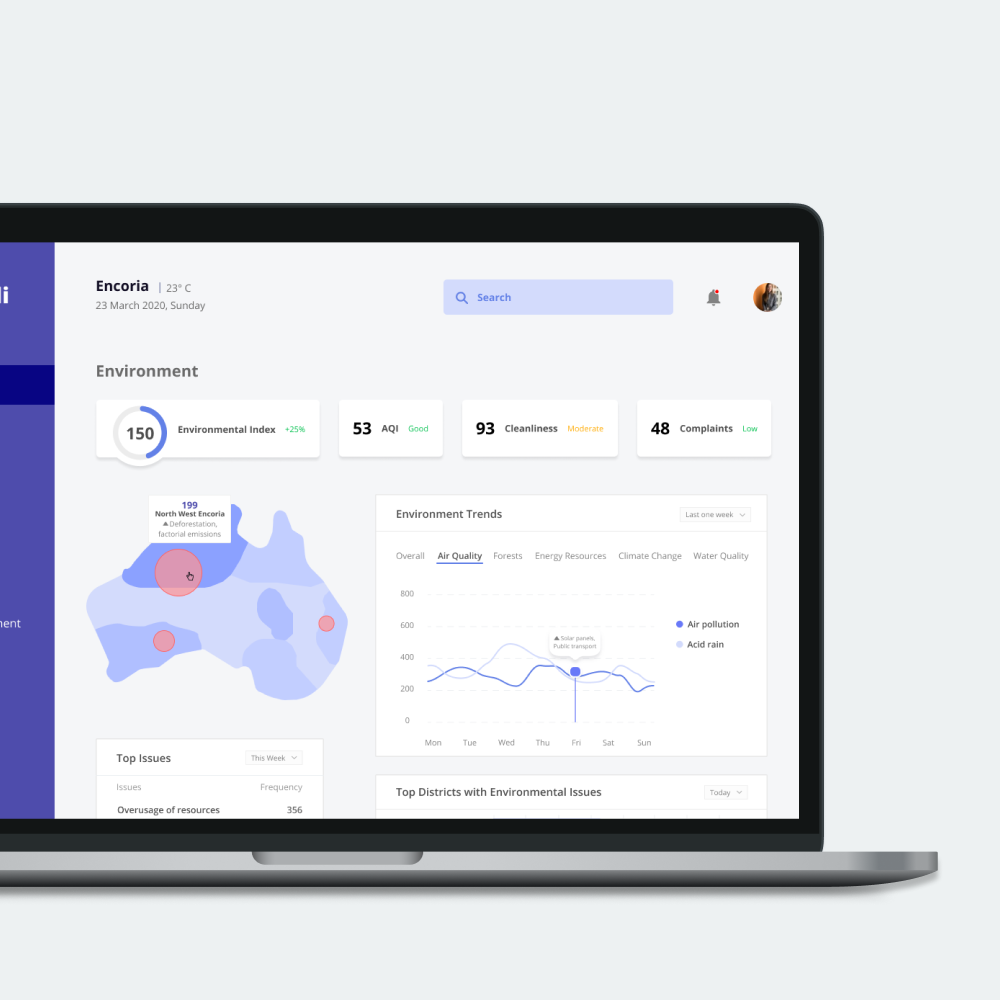 li
nent
Encoria | 23° C
23 March 2020, Sunday
Search
Environment
150 Environmental Index +25%
53 AQI Good
93 Cleanliness Moderate
48 Complaints Low
199
North West Encoria
Deforestation,
factorial emissions
Environment Trends Last one week
Overall Air Quality Forests Energy Resources Climate Change Water Quality
800
600
400
200
0
Solar panels,
Public transport
Mon Tue Wed Thu Fri Sat Sun
Air pollution
Acid rain
Top Issues This Week
Issues Frequency
Overusage of resources 356
Top Districts with Environmental Issues Today